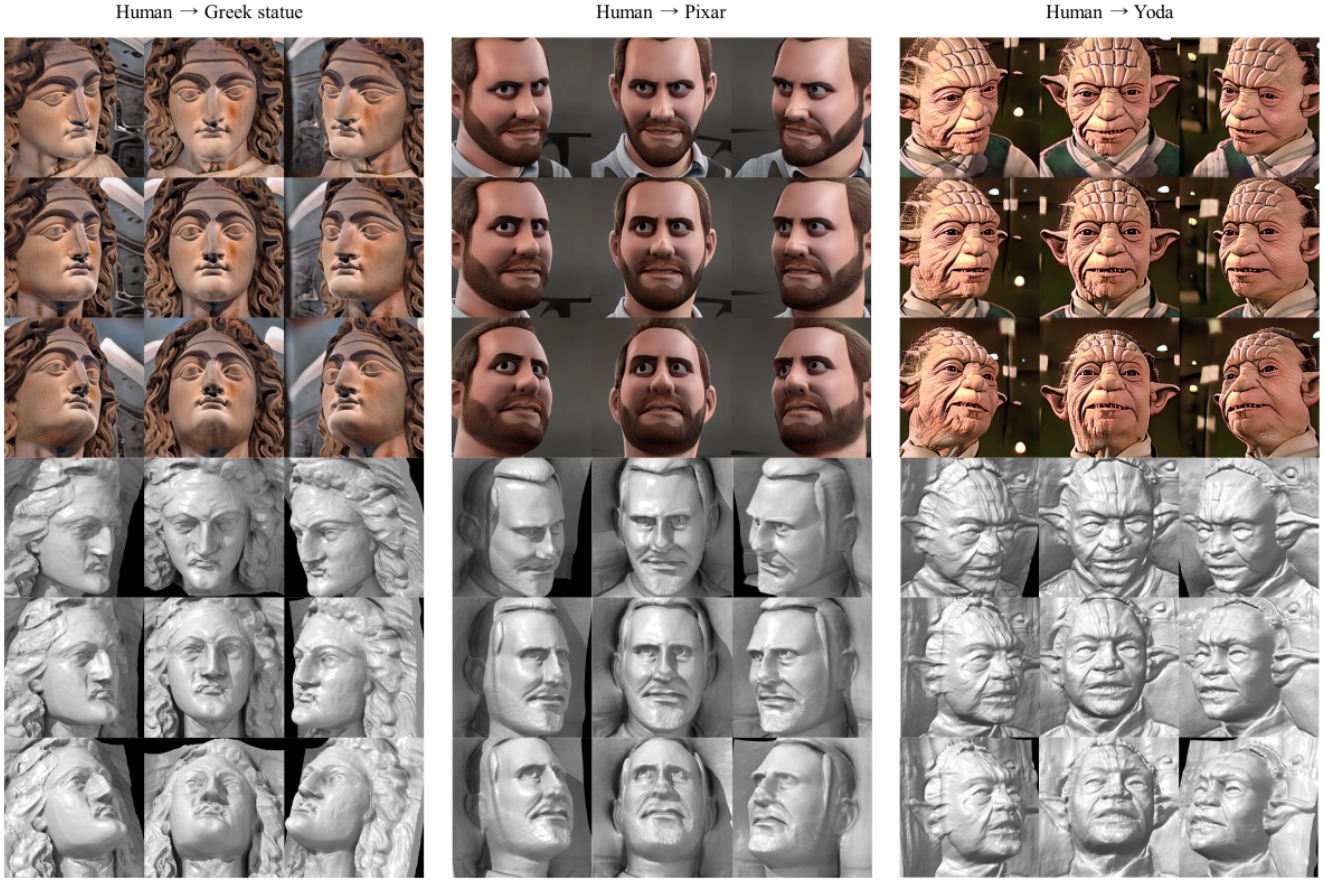 Human → Greek statue
Human → Pixar
Human → Yoda